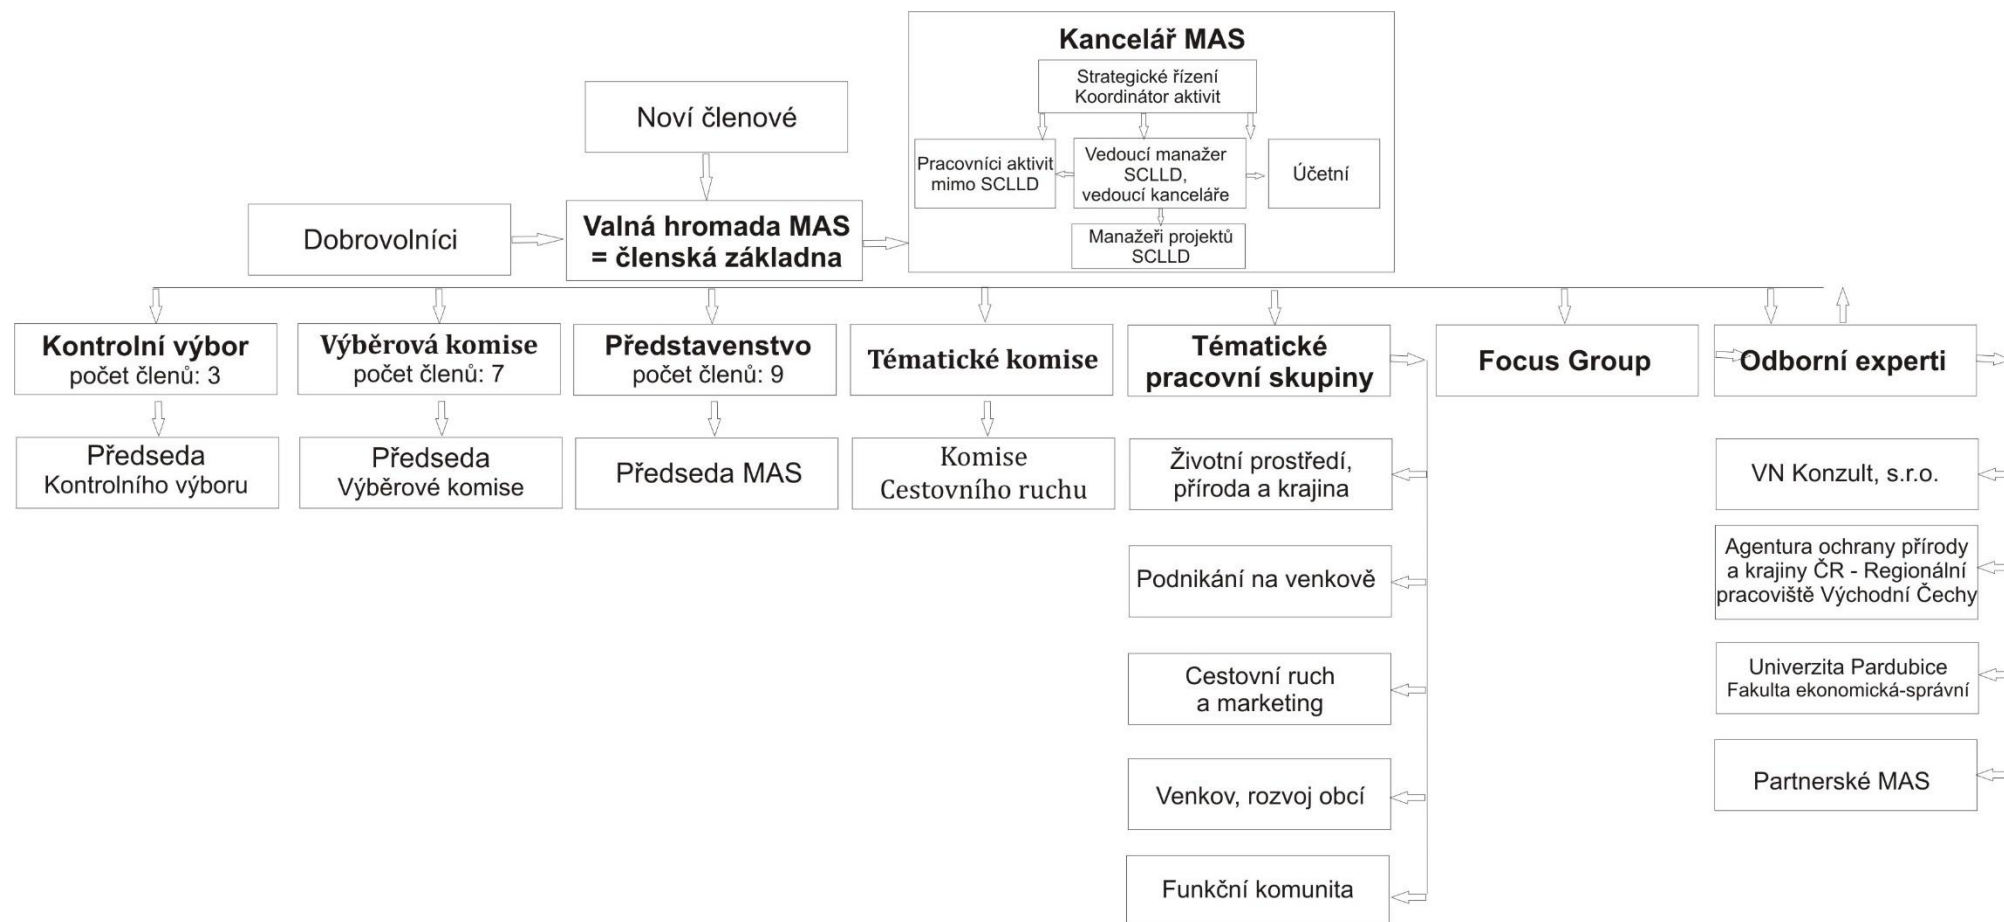 Kancelář MAS
Strategické řízení
Koordinátor aktivit
Pracovníci aktivit
mimo SCLLD
Vedoucí manažer
SCLLD,
vedoucí kanceláře
Účetní
Manažeři projektů
SCLLD
Noví členové
Dobrovolníci
Valná hromada MAS
= členská základna
Kontrolní výbor
počet členů: 3
Výběrová komise
počet členů: 7
Představenstvo
počet členů: 9
Tématické komise
Tématické
pracovní skupiny
Focus Group
Odborní experti
Předseda
Kontrolního výboru
Předseda
Výběrové komise
Předseda MAS
Komise
Cestovního ruchu
Životní prostředí,
příroda a krajina
Podnikání na venkově
Cestovní ruch
a marketing
Venkov, rozvoj obcí
Funkční komunita
VN Konzult, s.r.o.
Agentura ochrany přírody
a krajiny ČR - Regionální
pracoviště Východní Čechy
Univerzita Pardubice
Fakulta ekonomická-správní
Partnerské MAS